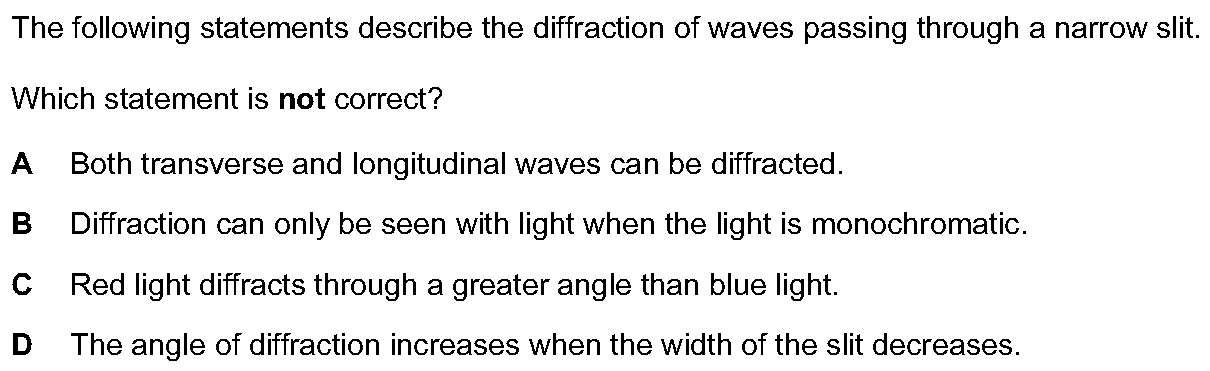 The following statements describe the diffraction of waves passing through a narrow slit.
Which statement is not correct?
A Both transverse and longitudinal waves can be diffracted.
B Diffraction can only be seen with light when the light is monochromatic.
C Red light diffracts through a greater angle than blue light.
D The angle of diffraction increases when the width of the slit decreases.